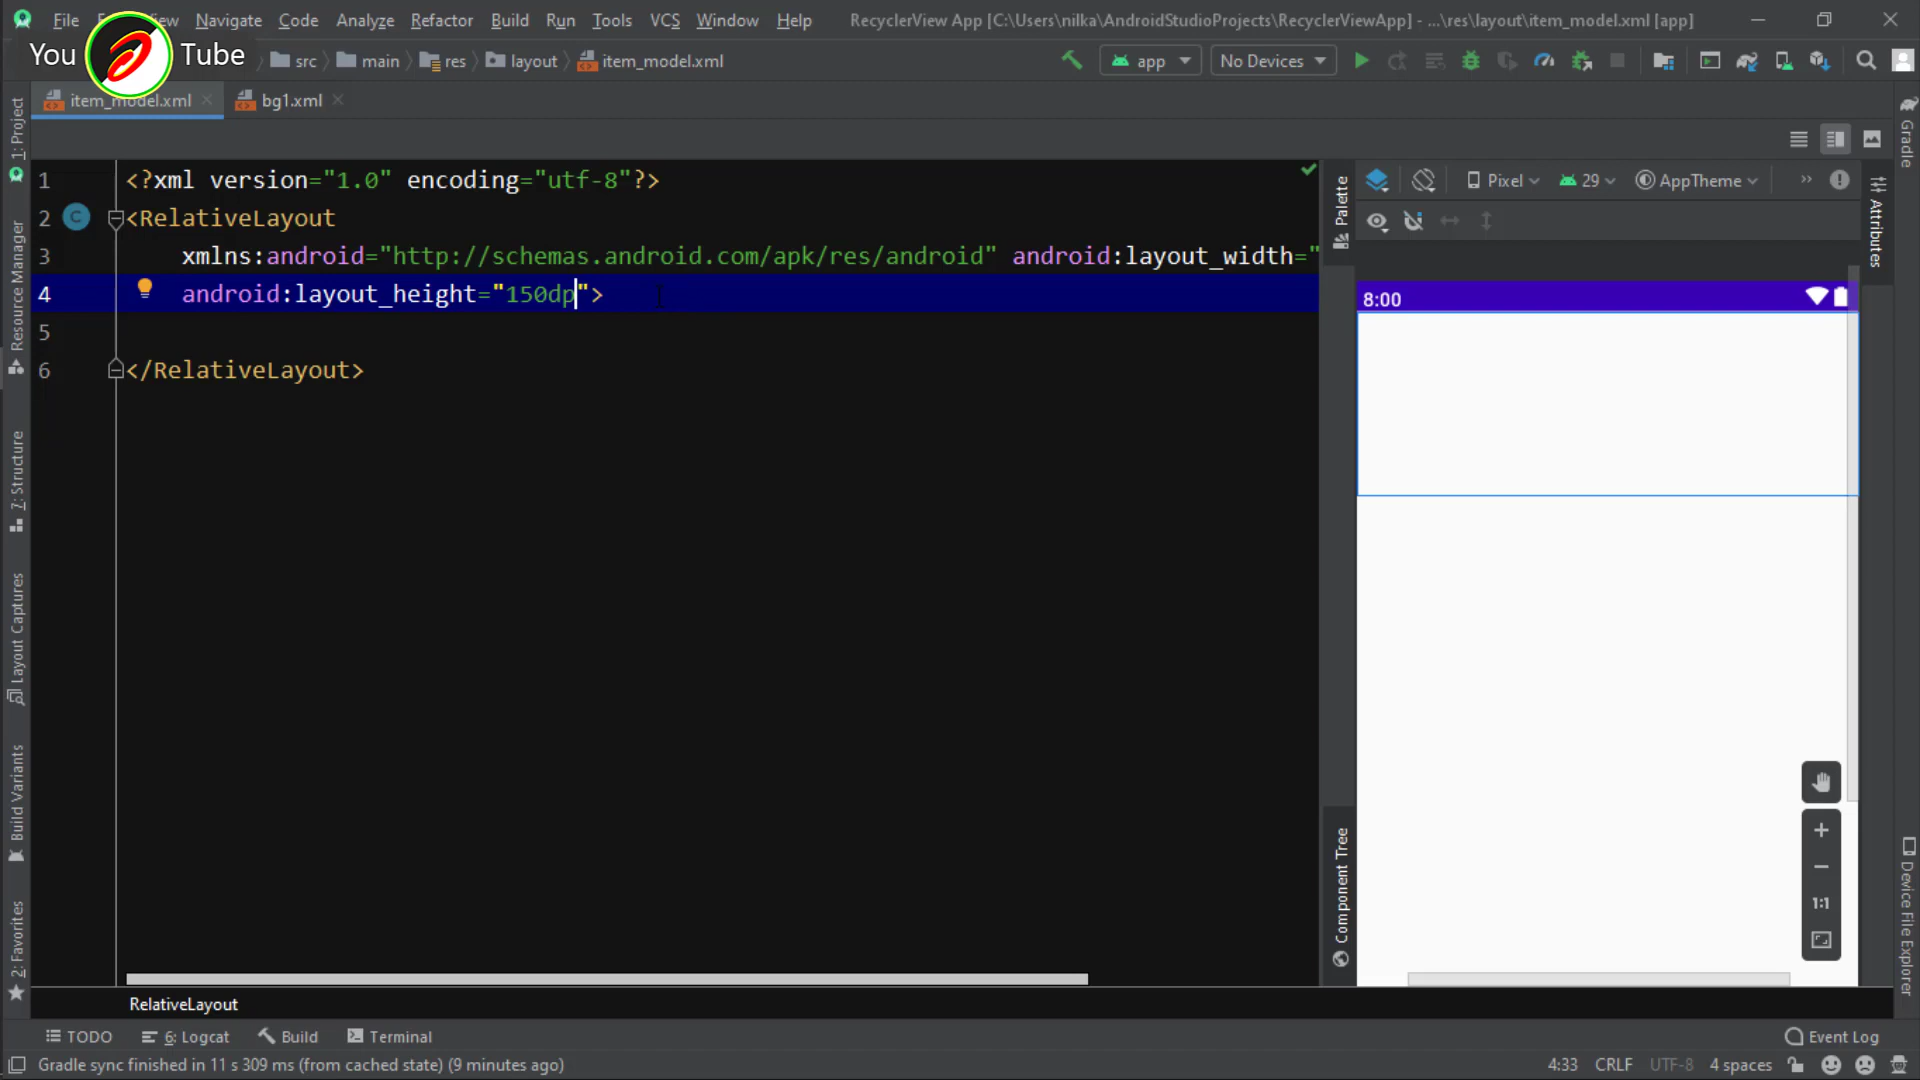 File
View
Navigate
Code
Analyze
Refactor
Build
Run
Tools
VCS
Window
Help
RecyclerView App [C:\Users\nilka\AndroidStudioProjects\RecyclerViewApp] - ...\res\layout\item_model.xml [app]
You Tube
src
main
res
layout
item_model.xml
app
No Devices
item_model.xml
bg1.xml
1: Project
Resource Manager
7: Structure
Layout Captures
Build Variants
2: Favorites
1 <?xml version="1.0" encoding="utf-8"?>
2 <RelativeLayout
3 xmlns:android="http://schemas.android.com/apk/res/android" android:layout_width="
4 android:layout_height="150dp">
5
6 </RelativeLayout>
C
Palette
Component Tree
Pixel
29
AppTheme
8:00
1:1
Gradle
Attributes
Device File Explorer
RelativeLayout
TODO
6: Logcat
Build
Terminal
Event Log
Gradle sync finished in 11 s 309 ms (from cached state) (9 minutes ago)
4:33
CRLF
UTF-8
4 spaces